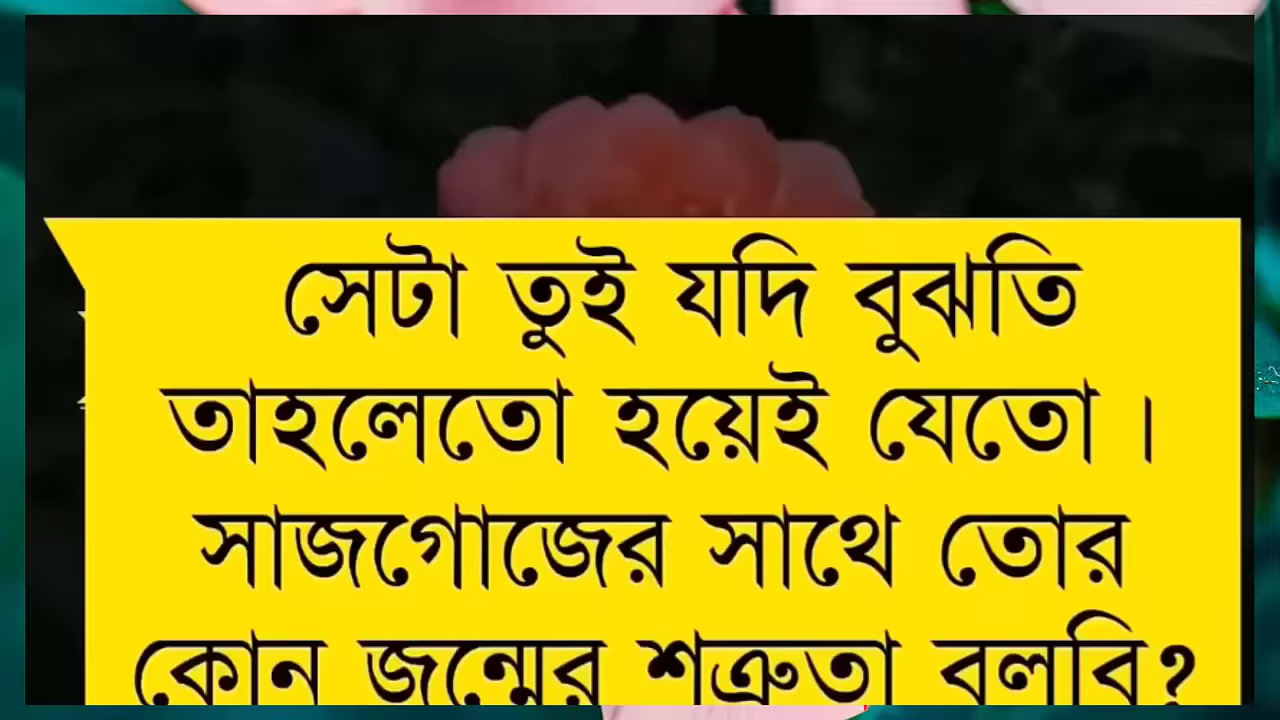 সেটা তুই যদি বুঝতি
তাহলেতো হয়েই যেতো।
সাজগোজের সাথে তোর
কোন জন্মের শত্রুতা বলবি?